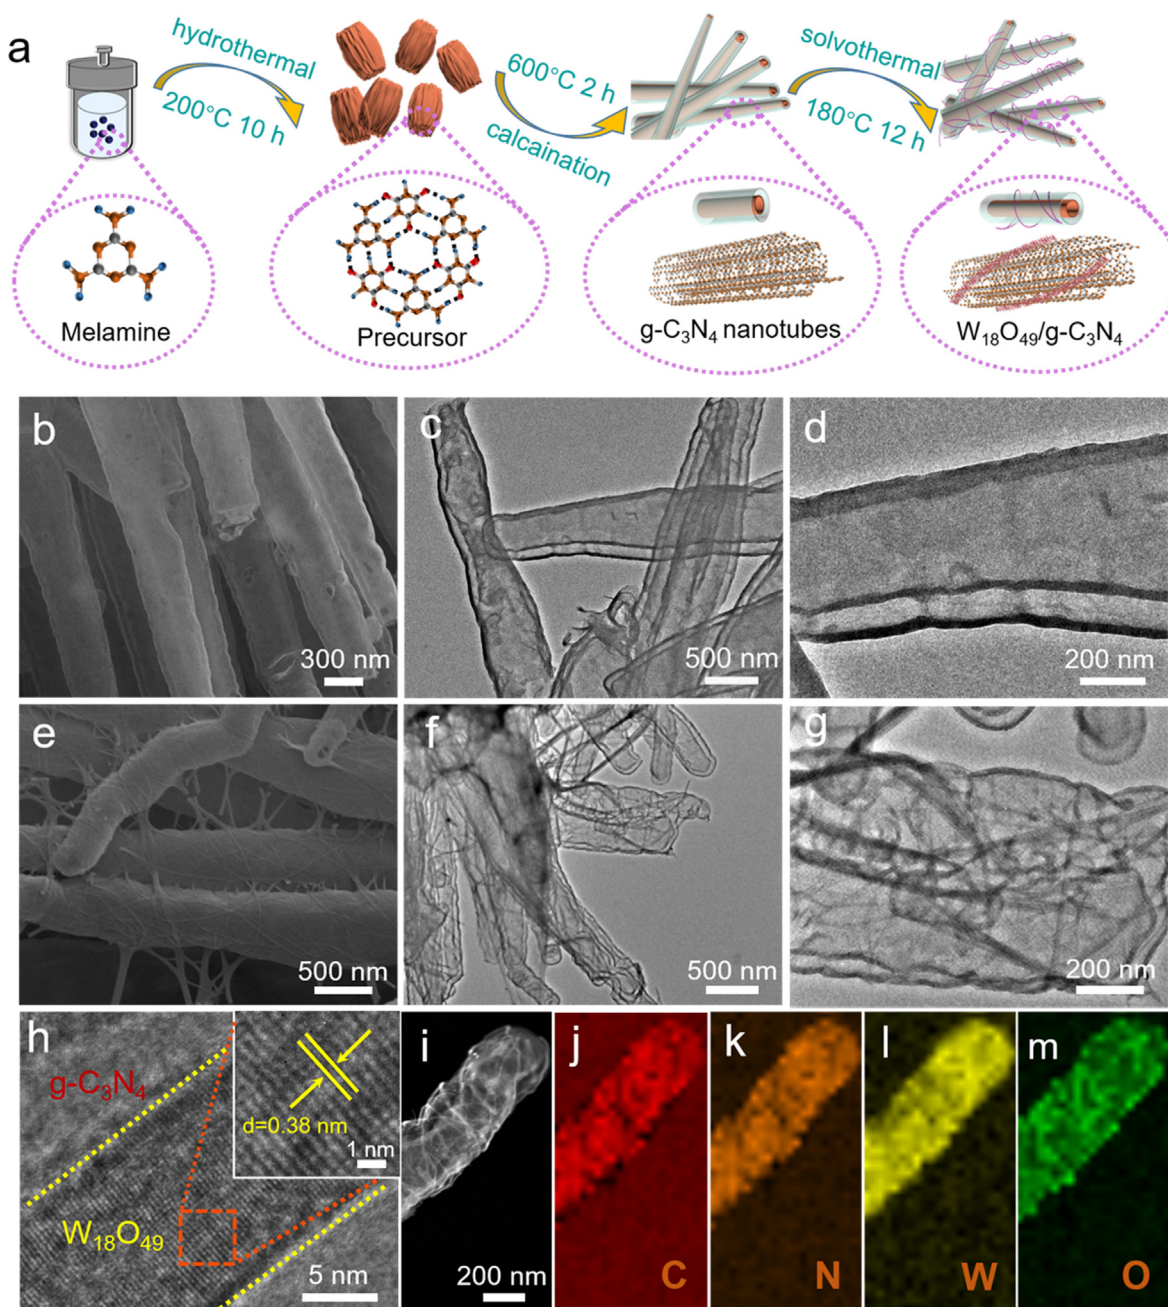 a
hydrothermal
200°C 10 h
600°C 2 h
calcaination
solvothermal
180°C 12 h
Melamine
Precursor
g-C₃N₄ nanotubes
W₁₈O₄₉/g-C₃N₄
b
300 nm
c
500 nm
d
200 nm
e
500 nm
f
500 nm
g
200 nm
h
g-C₃N₄
d=0.38 nm
1 nm
W₁₈O₄₉
5 nm
i
200 nm
j
C
k
N
l
W
m
O